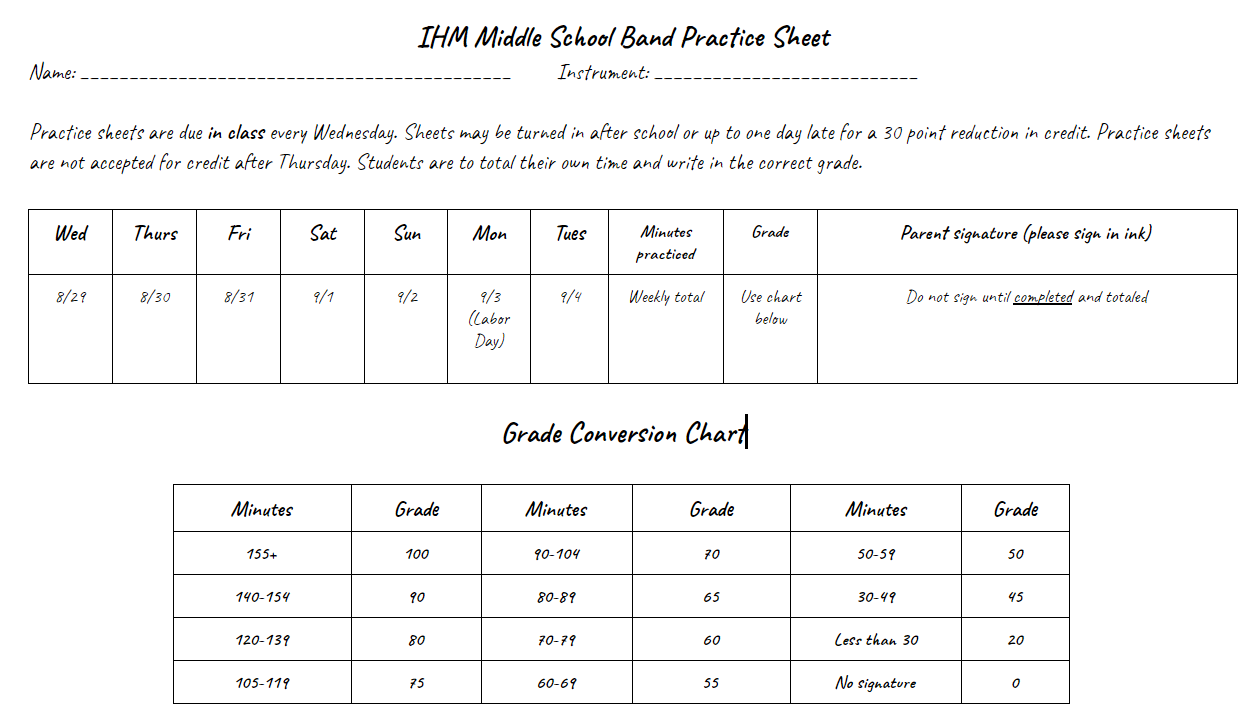 IHM Middle School Band Practice Sheet
Name: ____________________________________________ Instrument: ___________________________
Practice sheets are due in class every Wednesday. Sheets may be turned in after school or up to one day late for a 30 point reduction in credit. Practice sheets
are not accepted for credit after Thursday. Students are to total their own time and write in the correct grade.
Wed Thurs Fri Sat Sun Mon Tues Minutes practiced Grade Parent signature (please sign in ink)
8/29 8/30 8/31 9/1 9/2 9/3 (Labor Day) 9/4 Weekly total Use chart below Do not sign until completed and totaled
Grade Conversion Chart
Minutes Grade Minutes Grade Minutes Grade
155+ 100 90-104 70 50-59 50
140-154 90 80-89 65 30-49 45
120-139 80 70-79 60 Less than 30 20
105-119 75 60-69 55 No signature 0